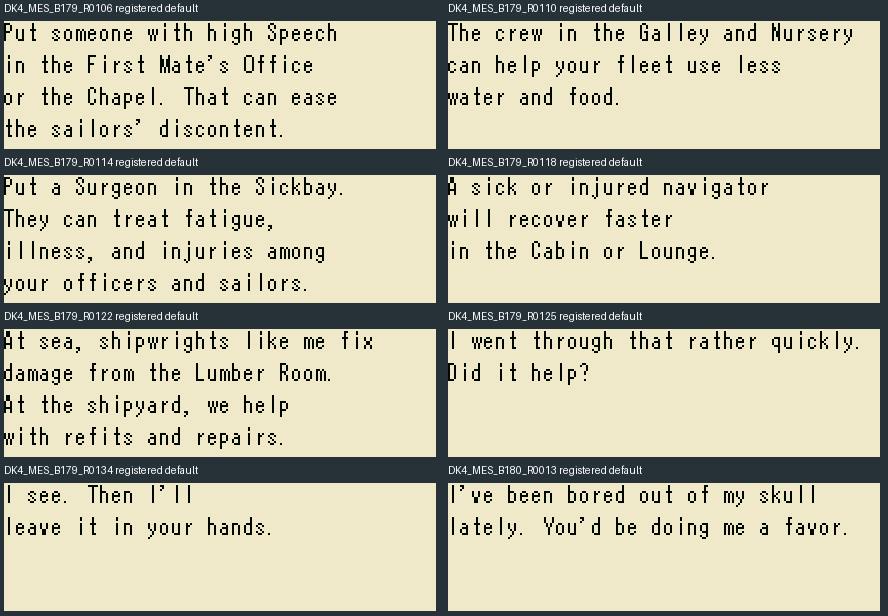 DK4_MES_B179_R0106 registered default
Put someone with high Speech
in the First Mate's Office
or the Chapel. That can ease
the sailors' discontent.
DK4_MES_B179_R0110 registered default
The crew in the Galley and Nursery
can help your fleet use less
water and food.
DK4_MES_B179_R0114 registered default
Put a Surgeon in the Sickbay.
They can treat fatigue,
illness, and injuries among
your officers and sailors.
DK4_MES_B179_R0118 registered default
A sick or injured navigator
will recover faster
in the Cabin or Lounge.
DK4_MES_B179_R0122 registered default
At sea, shipwrights like me fix
damage from the Lumber Room.
At the shipyard, we help
with refits and repairs.
DK4_MES_B179_R0125 registered default
I went through that rather quickly.
Did it help?
DK4_MES_B179_R0134 registered default
I see. Then I'll
leave it in your hands.
DK4_MES_B180_R0013 registered default
I've been bored out of my skull
lately. You'd be doing me a favor.